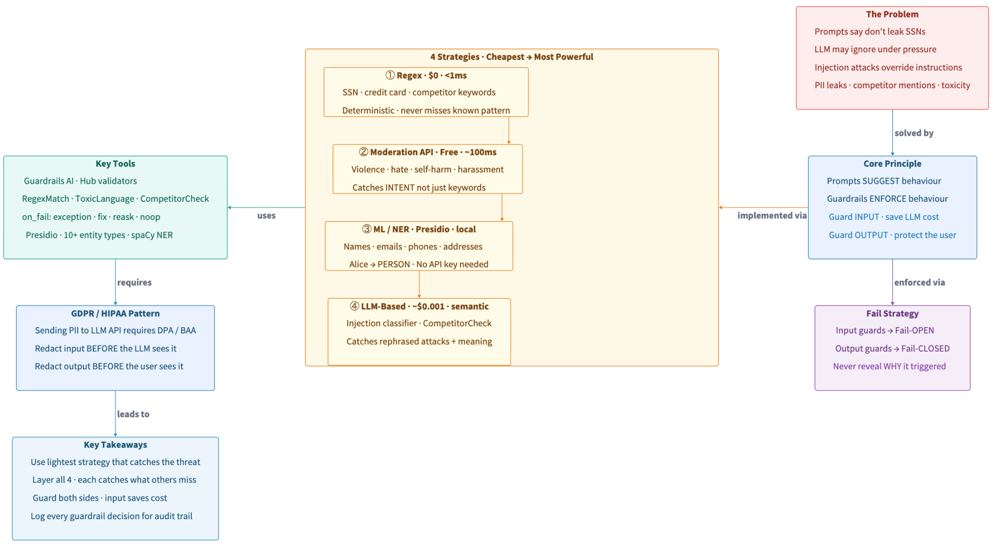 The Problem
Prompts say don't leak SSNs
LLM may ignore under pressure
Injection attacks override instructions
PII leaks · competitor mentions · toxicity
solved by
Core Principle
Prompts SUGGEST behaviour
Guardrails ENFORCE behaviour
Guard INPUT · save LLM cost
Guard OUTPUT · protect the user
enforced via
Fail Strategy
Input guards → Fail-OPEN
Output guards → Fail-CLOSED
Never reveal WHY it triggered
implemented via
4 Strategies · Cheapest → Most Powerful
① Regex · $0 · <1ms
SSN · credit card · competitor keywords
Deterministic · never misses known pattern
② Moderation API · Free · ~100ms
Violence · hate · self-harm · harassment
Catches INTENT not just keywords
③ ML / NER · Presidio · local
Names · emails · phones · addresses
Alice → PERSON · No API key needed
④ LLM-Based · ~$0.001 · semantic
Injection classifier · CompetitorCheck
Catches rephrased attacks + meaning
uses
Key Tools
Guardrails AI · Hub validators
RegexMatch · ToxicLanguage · CompetitorCheck
on_fail: exception · fix · reask · noop
Presidio · 10+ entity types · spaCy NER
requires
GDPR / HIPAA Pattern
Sending PII to LLM API requires DPA / BAA
Redact input BEFORE the LLM sees it
Redact output BEFORE the user sees it
leads to
Key Takeaways
Use lightest strategy that catches the threat
Layer all 4 · each catches what others miss
Guard both sides · input saves cost
Log every guardrail decision for audit trail